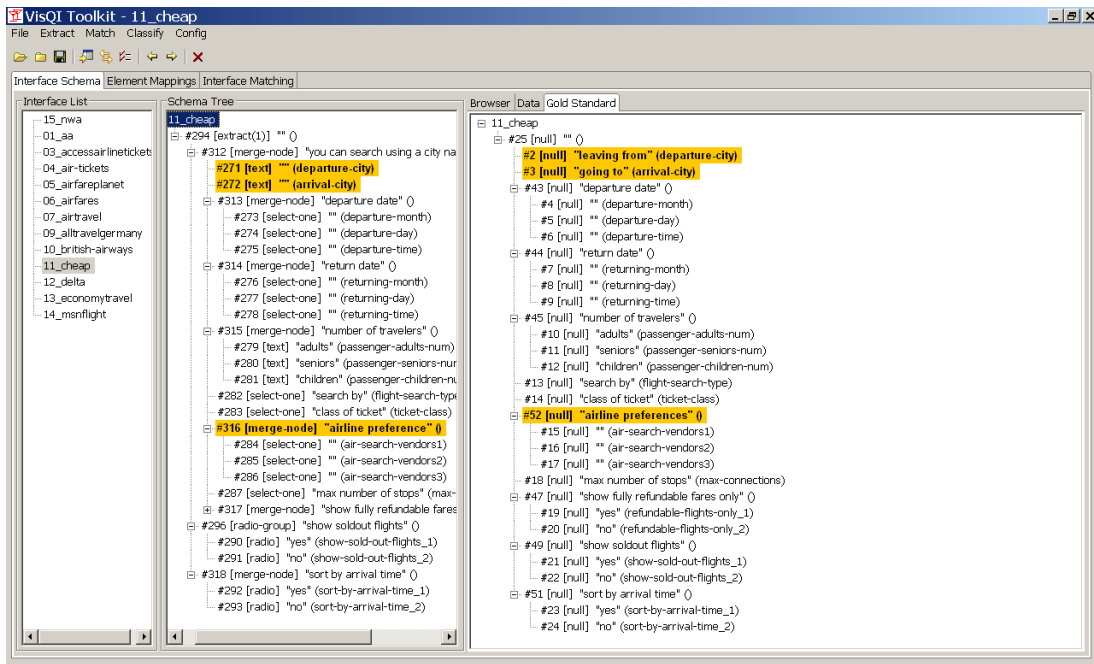 VisQI Toolkit - 11_cheap
File Extract Match Classify Config
Interface Schema Element Mappings Interface Matching
Interface List
15_nwa
01_aa
03_accessairlinetickets
04_air-tickets
05_airfareplanet
06_airfares
07_airtravel
09_alltravelgermany
10_british-airways
11_cheap
12_delta
13_economytravel
14_msnflight
Schema Tree
11_cheap
#294 [extract(1)] "" ()
#312 [merge-node] "you can search using a city na
#271 [text] "" (departure-city)
#272 [text] "" (arrival-city)
#313 [merge-node] "departure date" ()
#273 [select-one] "" (departure-month)
#274 [select-one] "" (departure-day)
#275 [select-one] "" (departure-time)
#314 [merge-node] "return date" ()
#276 [select-one] "" (returning-month)
#277 [select-one] "" (returning-day)
#278 [select-one] "" (returning-time)
#315 [merge-node] "number of travelers" ()
#279 [text] "adults" (passenger-adults-num)
#280 [text] "seniors" (passenger-seniors-nur
#281 [text] "children" (passenger-children-nu
#282 [select-one] "search by" (flight-search-type
#283 [select-one] "class of ticket" (ticket-class)
#316 [merge-node] "airline preference" ()
#284 [select-one] "" (air-search-vendors1)
#285 [select-one] "" (air-search-vendors2)
#286 [select-one] "" (air-search-vendors3)
#287 [select-one] "max number of stops" (max-
#317 [merge-node] "show fully refundable fares
#296 [radio-group] "show soldout flights" ()
#290 [radio] "yes" (show-soldout-flights_1)
#291 [radio] "no" (show-sold-out-flights_2)
#318 [merge-node] "sort by arrival time" ()
#292 [radio] "yes" (sort-by-arrival-time_1)
#293 [radio] "no" (sort-by-arrival-time_2)
Browser Data Gold Standard
11_cheap
#25 [null] "" ()
#2 [null] "leaving from" (departure-city)
#3 [null] "going to" (arrival-city)
#43 [null] "departure date" ()
#4 [null] "" (departure-month)
#5 [null] "" (departure-day)
#6 [null] "" (departure-time)
#44 [null] "return date" ()
#7 [null] "" (returning-month)
#8 [null] "" (returning-day)
#9 [null] "" (returning-time)
#45 [null] "number of travelers" ()
#10 [null] "adults" (passenger-adults-num)
#11 [null] "seniors" (passenger-seniors-num)
#12 [null] "children" (passenger-children-num)
#13 [null] "search by" (flight-search-type)
#14 [null] "class of ticket" (ticket-class)
#52 [null] "airline preferences" ()
#15 [null] "" (air-search-vendors1)
#16 [null] "" (air-search-vendors2)
#17 [null] "" (air-search-vendors3)
#18 [null] "max number of stops" (max-connections)
#47 [null] "show fully refundable fares only" ()
#19 [null] "yes" (refundable-flights-only_1)
#20 [null] "no" (refundable-flights-only_2)
#49 [null] "show soldout flights" ()
#21 [null] "yes" (show-sold-out-flights_1)
#22 [null] "no" (show-sold-out-flights_2)
#51 [null] "sort by arrival time" ()
#23 [null] "yes" (sort-by-arrival-time_1)
#24 [null] "no" (sort-by-arrival-time_2)